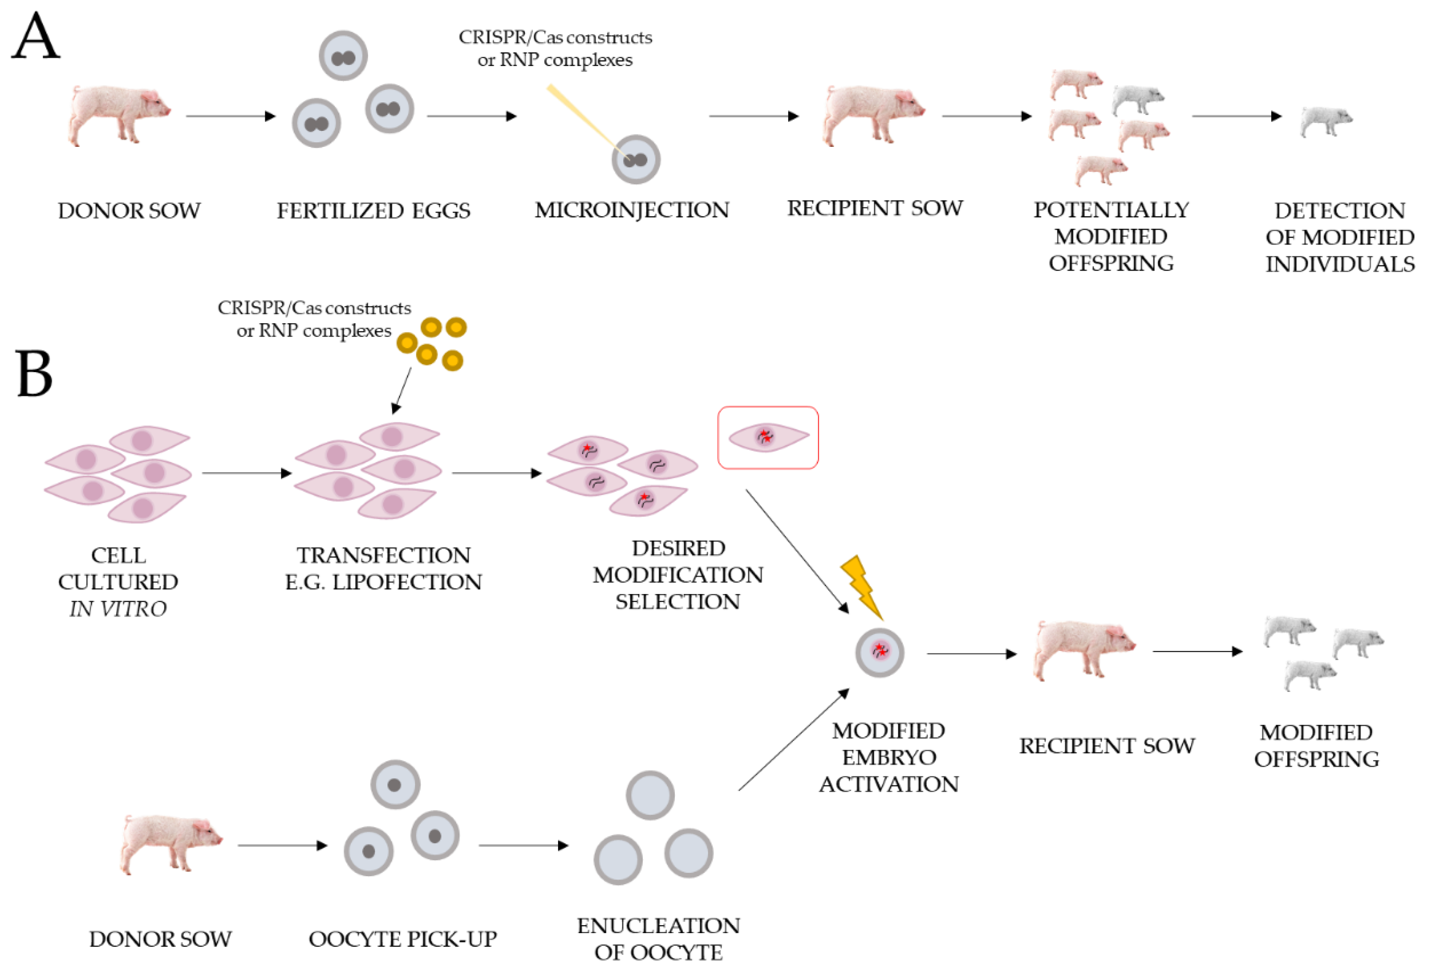 A
CRISPR/Cas constructs
or RNP complexes
DONOR SOW
FERTILIZED EGGS
MICROINJECTION
RECIPIENT SOW
POTENTIALLY
MODIFIED
OFFSPRING
DETECTION
OF MODIFIED
INDIVIDUALS
B
CRISPR/Cas constructs
or RNP complexes
CELL
CULTURED
IN VITRO
TRANSFECTION
E.G. LIPOFECTION
DESIRED
MODIFICATION
SELECTION
MODIFIED
EMBRYO
ACTIVATION
RECIPIENT SOW
MODIFIED
OFFSPRING
DONOR SOW
OOCYTE PICK-UP
ENUCLEATION
OF OOCYTE